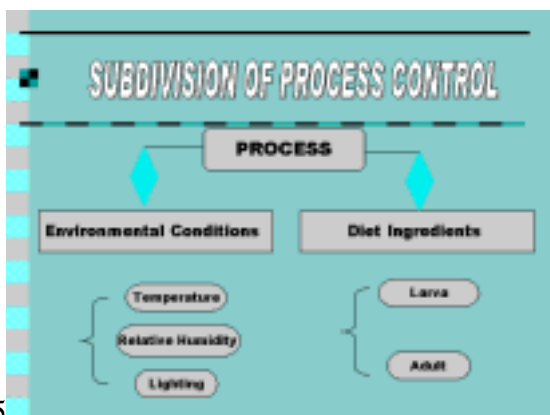 SUBDIVISION OF PROCESS CONTROL
PROCESS
Environmental Conditions
Diet Ingredients
Temperature
Larva
Relative Humidity
Adult
Lighting